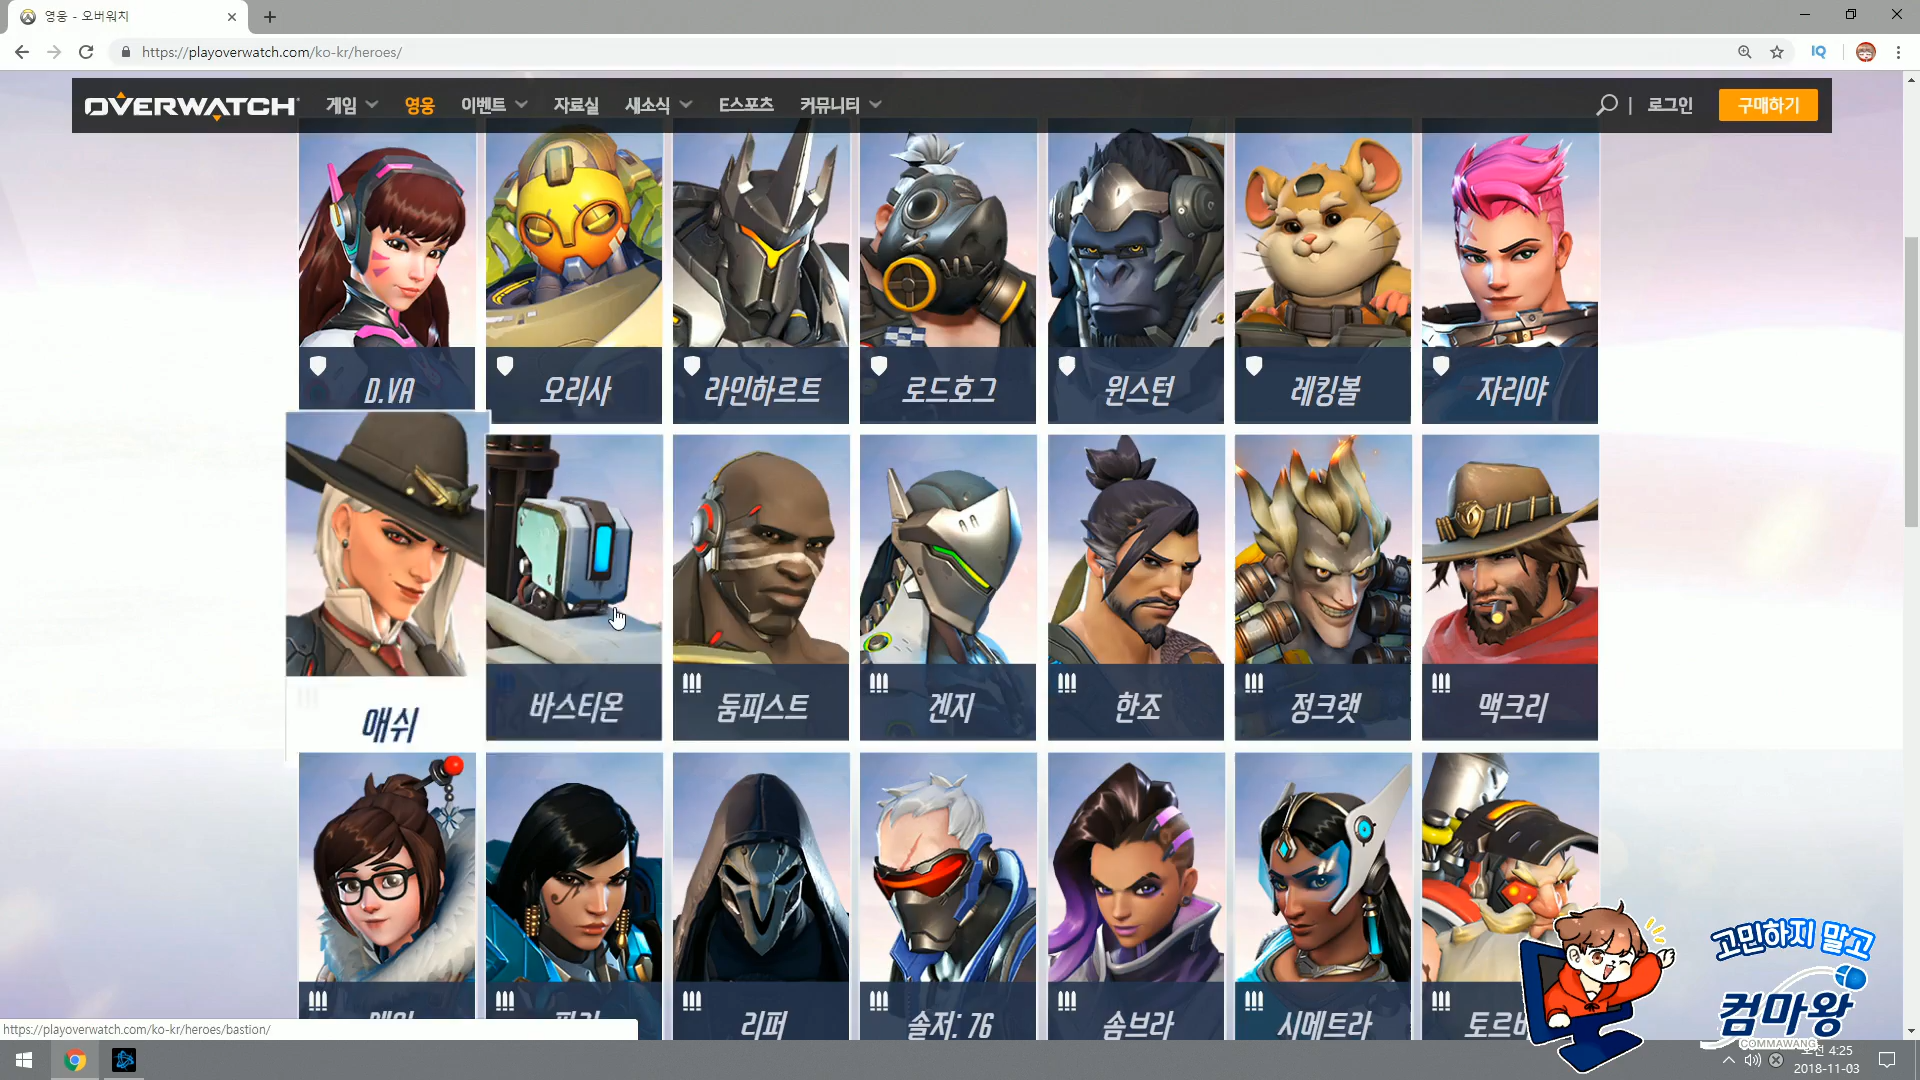 영웅 - 오버워치
https://playoverwatch.com/ko-kr/heroes/
IQ
OVERWATCH 게임 영웅 이벤트 자료실 새소식 E스포츠 커뮤니티 | 로그인 구매하기
D.VA 오리사 라인하르트 로드호그 윈스턴 레킹볼 자리야
애쉬 바스티온 둠피스트 겐지 한조 정크랫 맥크리
리퍼 솔저: 76 솜브라 시메트라
고민하지 말고
컴마왕
COMMAWANG
https://playoverwatch.com/ko-kr/heroes/bastion/
4:25
2018-11-03